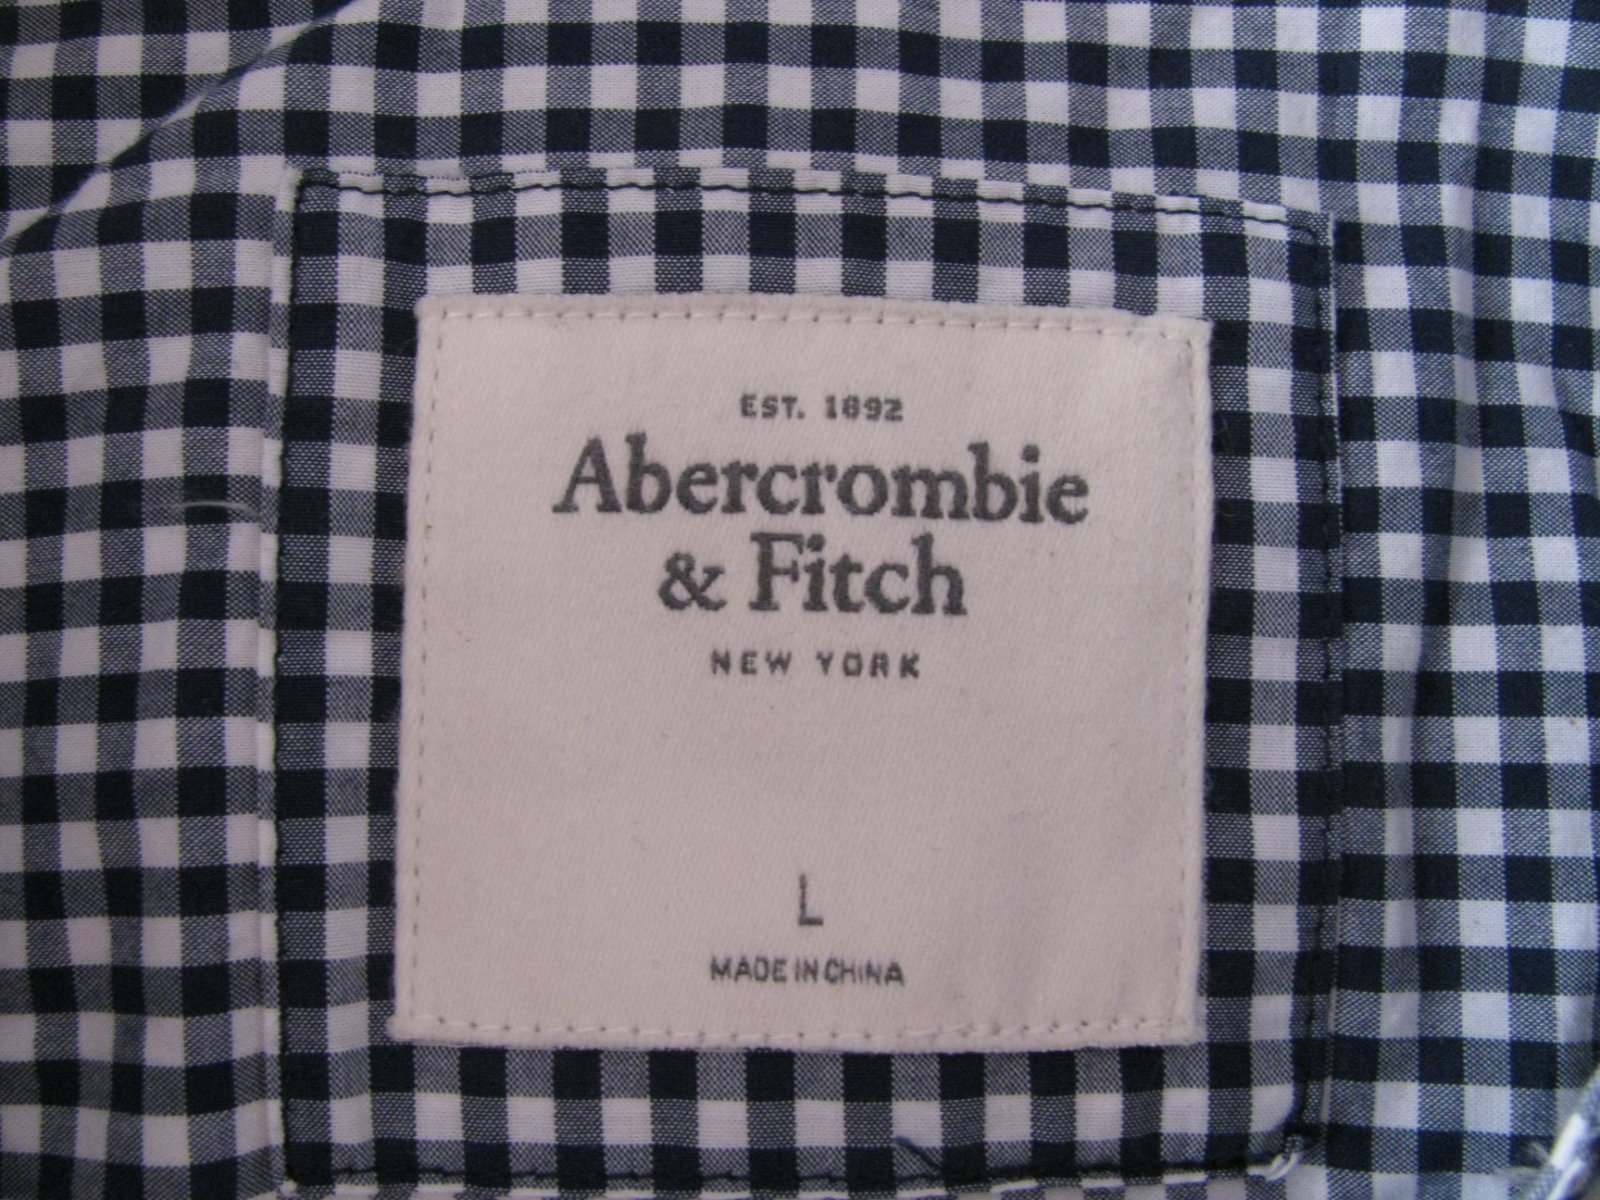 EST. 1892
Abercrombie
& Fitch
NEW YORK
L
MADE IN CHINA